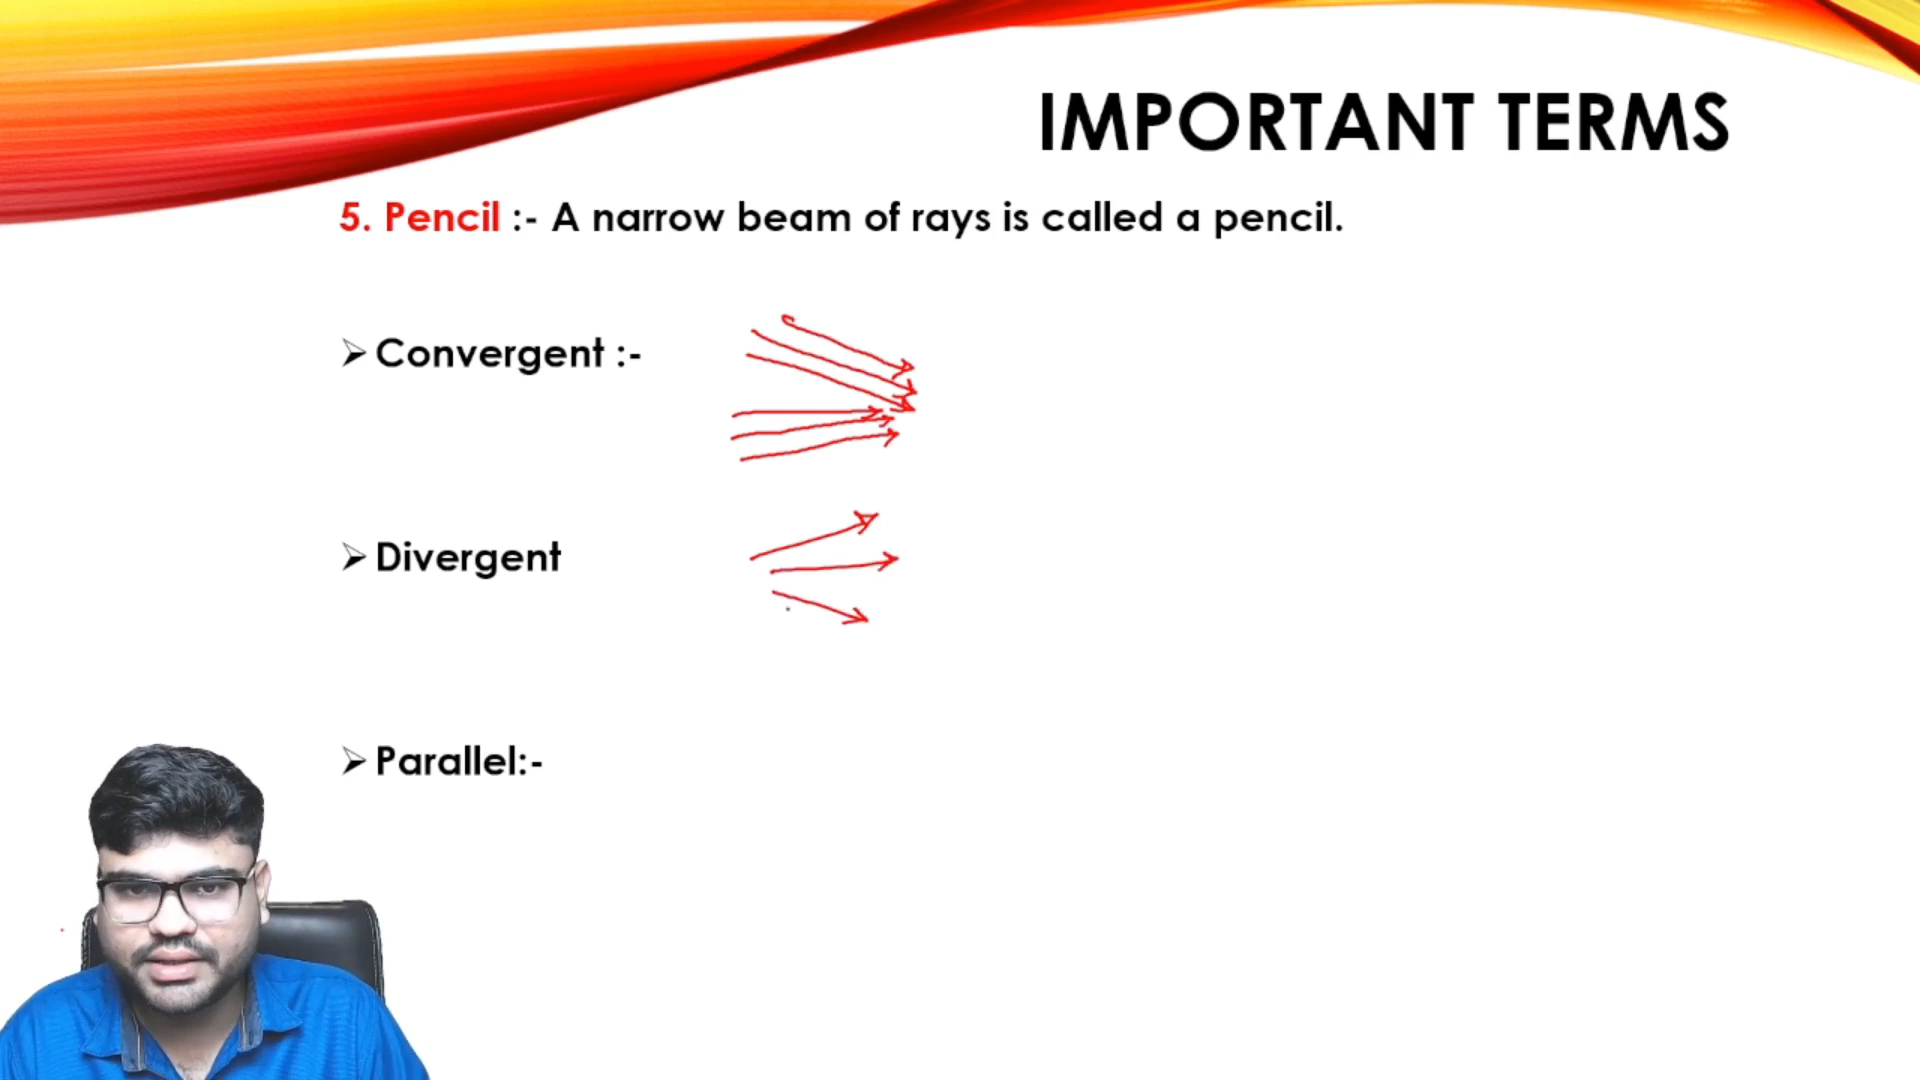 IMPORTANT TERMS
5. Pencil :- A narrow beam of rays is called a pencil.
Convergent :-
Divergent
Parallel:-